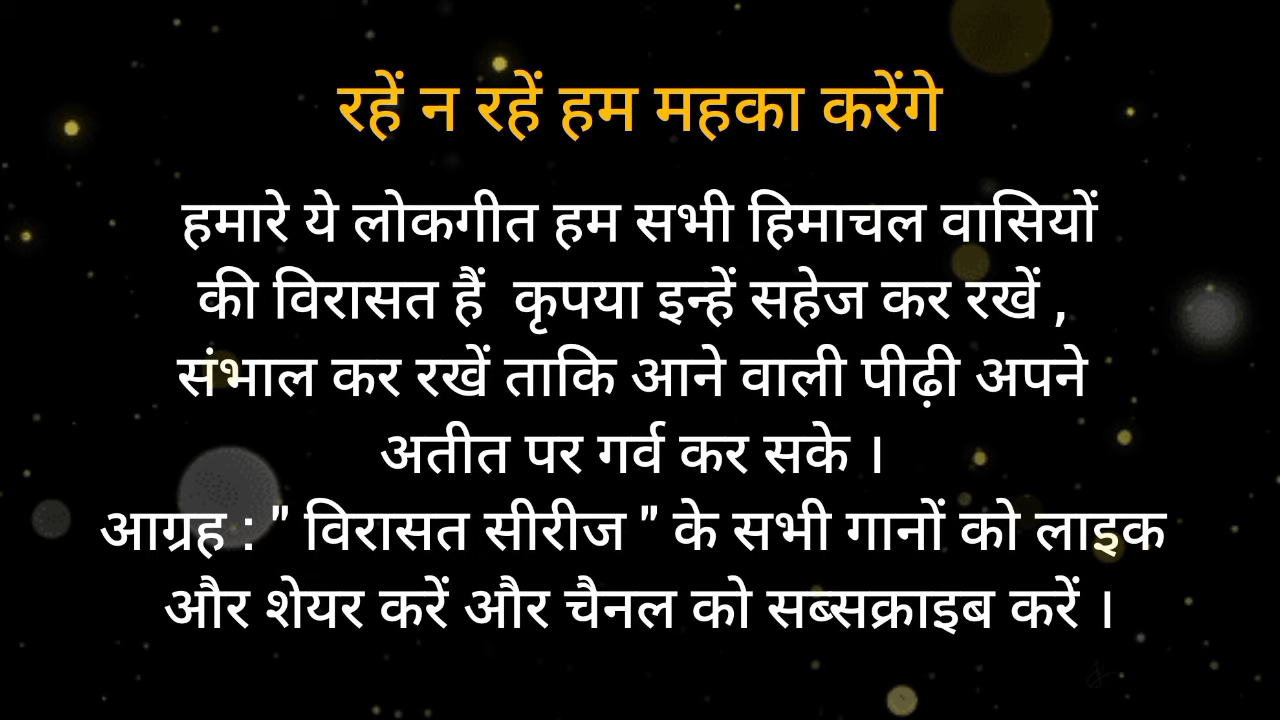 रहें न रहें हम महका करेंगे
हमारे ये लोकगीत हम सभी हिमाचल वासियों
की विरासत हैं कृपया इन्हें सहेज कर रखें ,
संभाल कर रखें ताकि आने वाली पीढ़ी अपने
अतीत पर गर्व कर सके ।
आग्रह : " विरासत सीरीज " के सभी गानों को लाइक
और शेयर करें और चैनल को सब्सक्राइब करें ।